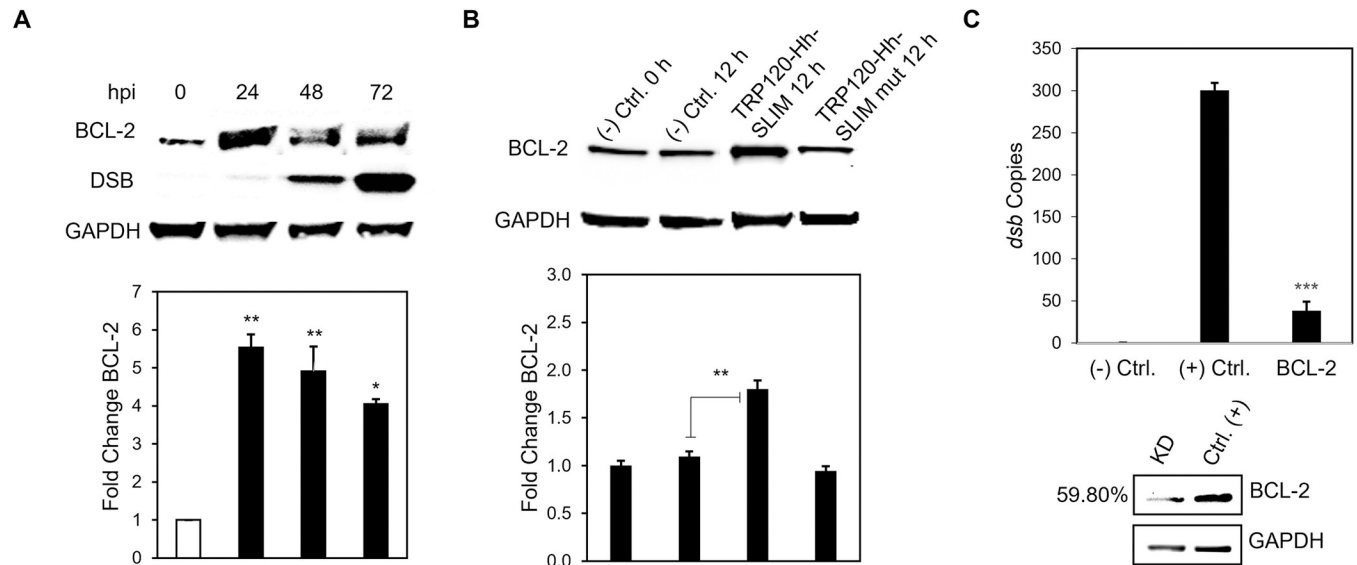 A
hpi 0 24 48 72
BCL-2
DSB
GAPDH
Fold Change BCL-2
7
6
5
4
3
2
1
0
**
**
*
B
(-) Ctrl. 0 h
(-) Ctrl. 12 h
TRP120-Hh-
SLIM 12 h
TRP120-Hh-
SLIM mut 12 h
BCL-2
GAPDH
Fold Change BCL-2
3.0
2.5
2.0
1.5
1.0
0.5
0.0
**
C
dsb Copies
350
300
250
200
150
100
50
0
***
(-) Ctrl. (+) Ctrl. BCL-2
KD Ctrl. (+)
59.80% BCL-2
GAPDH